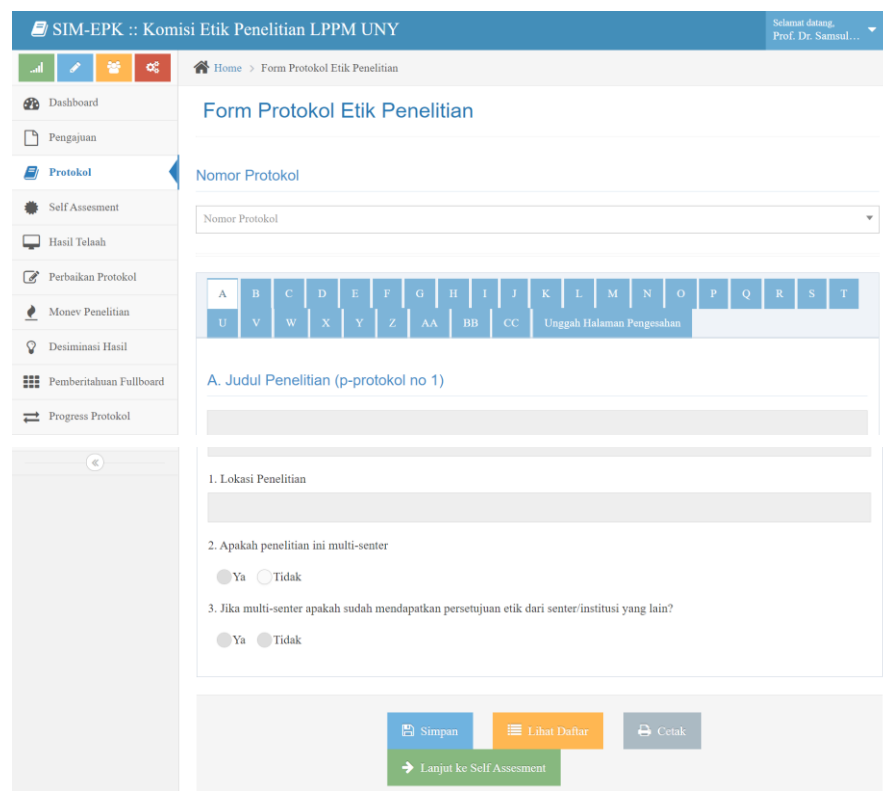 SIM-EPK :: Komisi Etik Penelitian LPPM UNY
Selamat datang,
Prof. Dr. Samsul...
Home > Form Protokol Etik Penelitian
Dashboard
Pengajuan
Protokol
Self Assesment
Hasil Telaah
Perbaikan Protokol
Monev Penelitian
Desiminasi Hasil
Pemberitahuan Fullboard
Progress Protokol
Form Protokol Etik Penelitian
Nomor Protokol
Nomor Protokol
A B C D E F G H I J K L M N O P Q R S T
U V W X Y Z AA BB CC Unggah Halaman Pengesahan
A. Judul Penelitian (p-protokol no 1)
1. Lokasi Penelitian
2. Apakah penelitian ini multi-senter
Ya Tidak
3. Jika multi-senter apakah sudah mendapatkan persetujuan etik dari senter/institusi yang lain?
Ya Tidak
Simpan Lihat Daftar Cetak
Lanjut ke Self Assesment